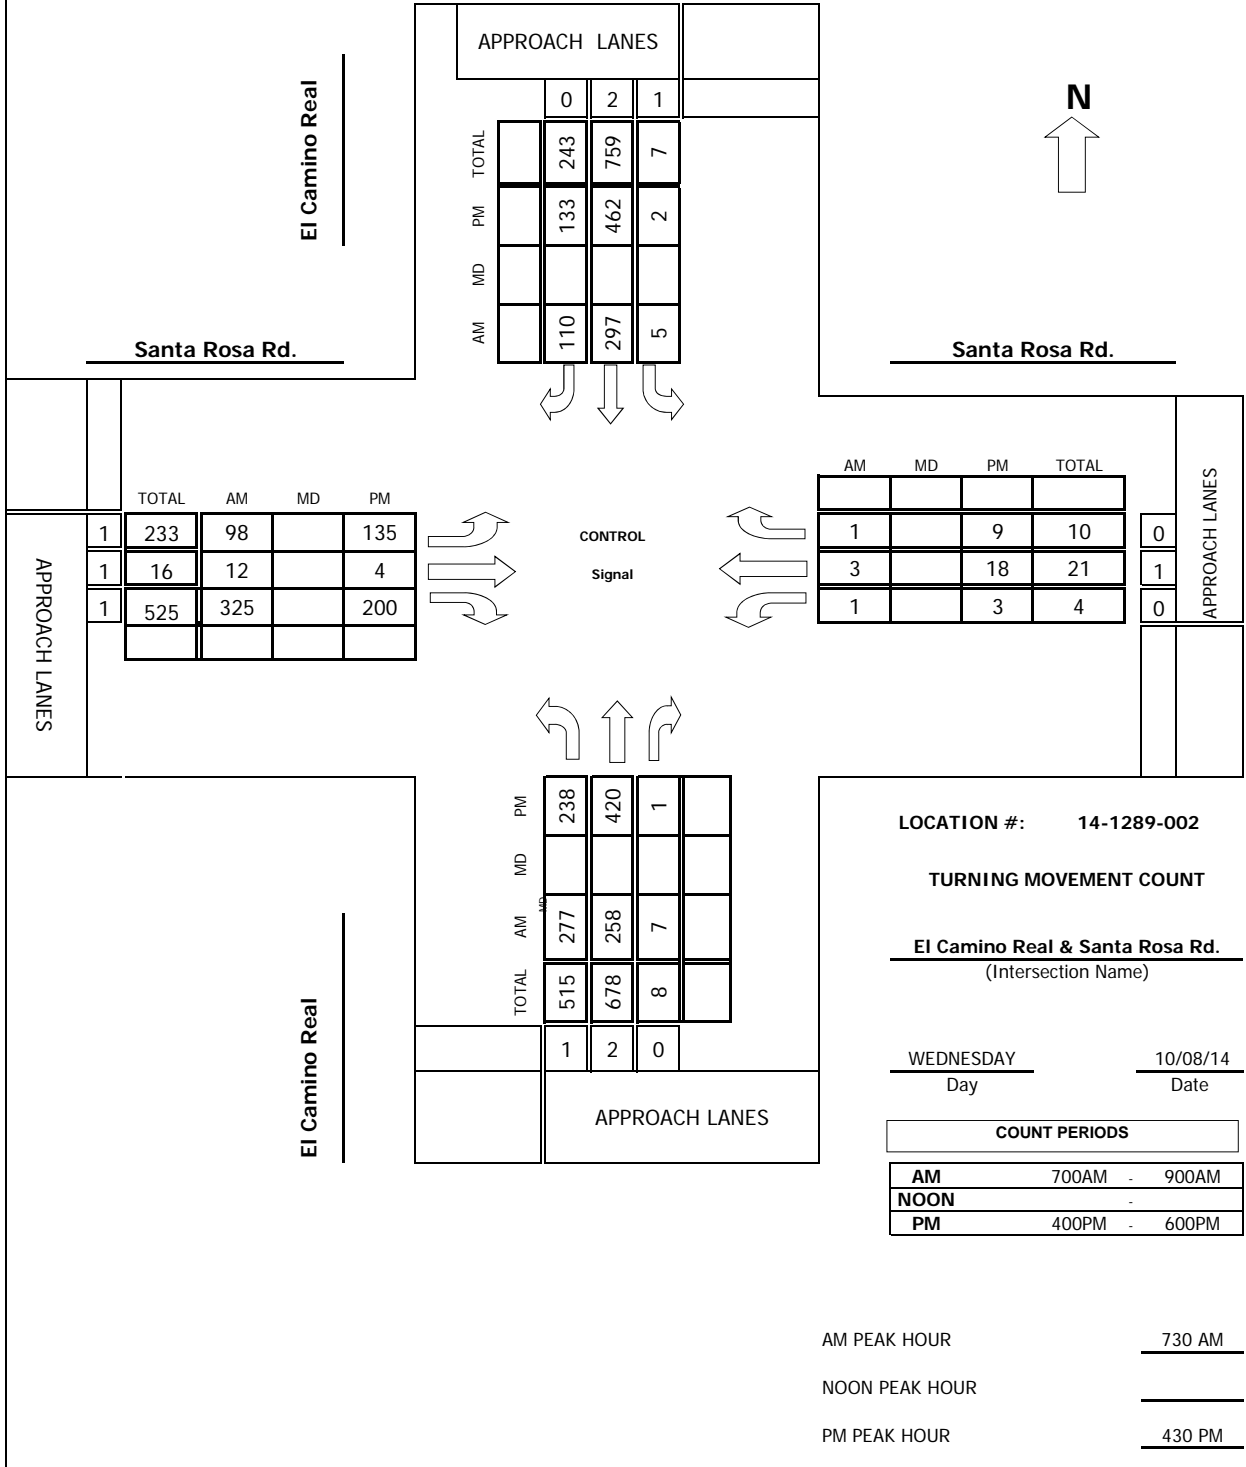 APPROACH LANES
0 2 1
El Camino Real
N
TOTAL 243 759 7
PM 133 462 2
MD
AM 110 297 5
Santa Rosa Rd.
Santa Rosa Rd.
AM MD PM TOTAL
TOTAL AM MD PM
1 233 98 135
1 16 12 4
1 525 325 200
APPROACH LANES
CONTROL
Signal
1 9 10 0
3 18 21 1
1 3 4 0
APPROACH LANES
PM 238 420 1
MD
AM MD 277 258 7
TOTAL 515 678 8
1 2 0
APPROACH LANES
El Camino Real
LOCATION #: 14-1289-002
TURNING MOVEMENT COUNT
El Camino Real & Santa Rosa Rd.
(Intersection Name)
WEDNESDAY 10/08/14
Day Date
COUNT PERIODS
AM 700AM - 900AM
NOON -
PM 400PM - 600PM
AM PEAK HOUR 730 AM
NOON PEAK HOUR
PM PEAK HOUR 430 PM